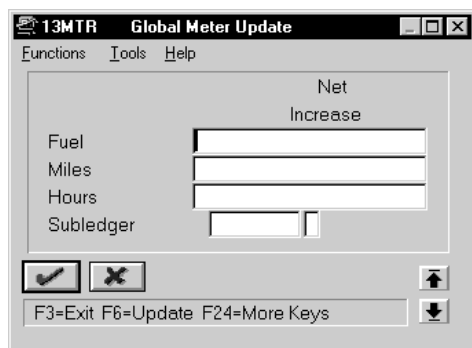 13MTR Global Meter Update
Functions Tools Help
Net
Increase
Fuel
Miles
Hours
Subledger
F3=Exit F6=Update F24=More Keys